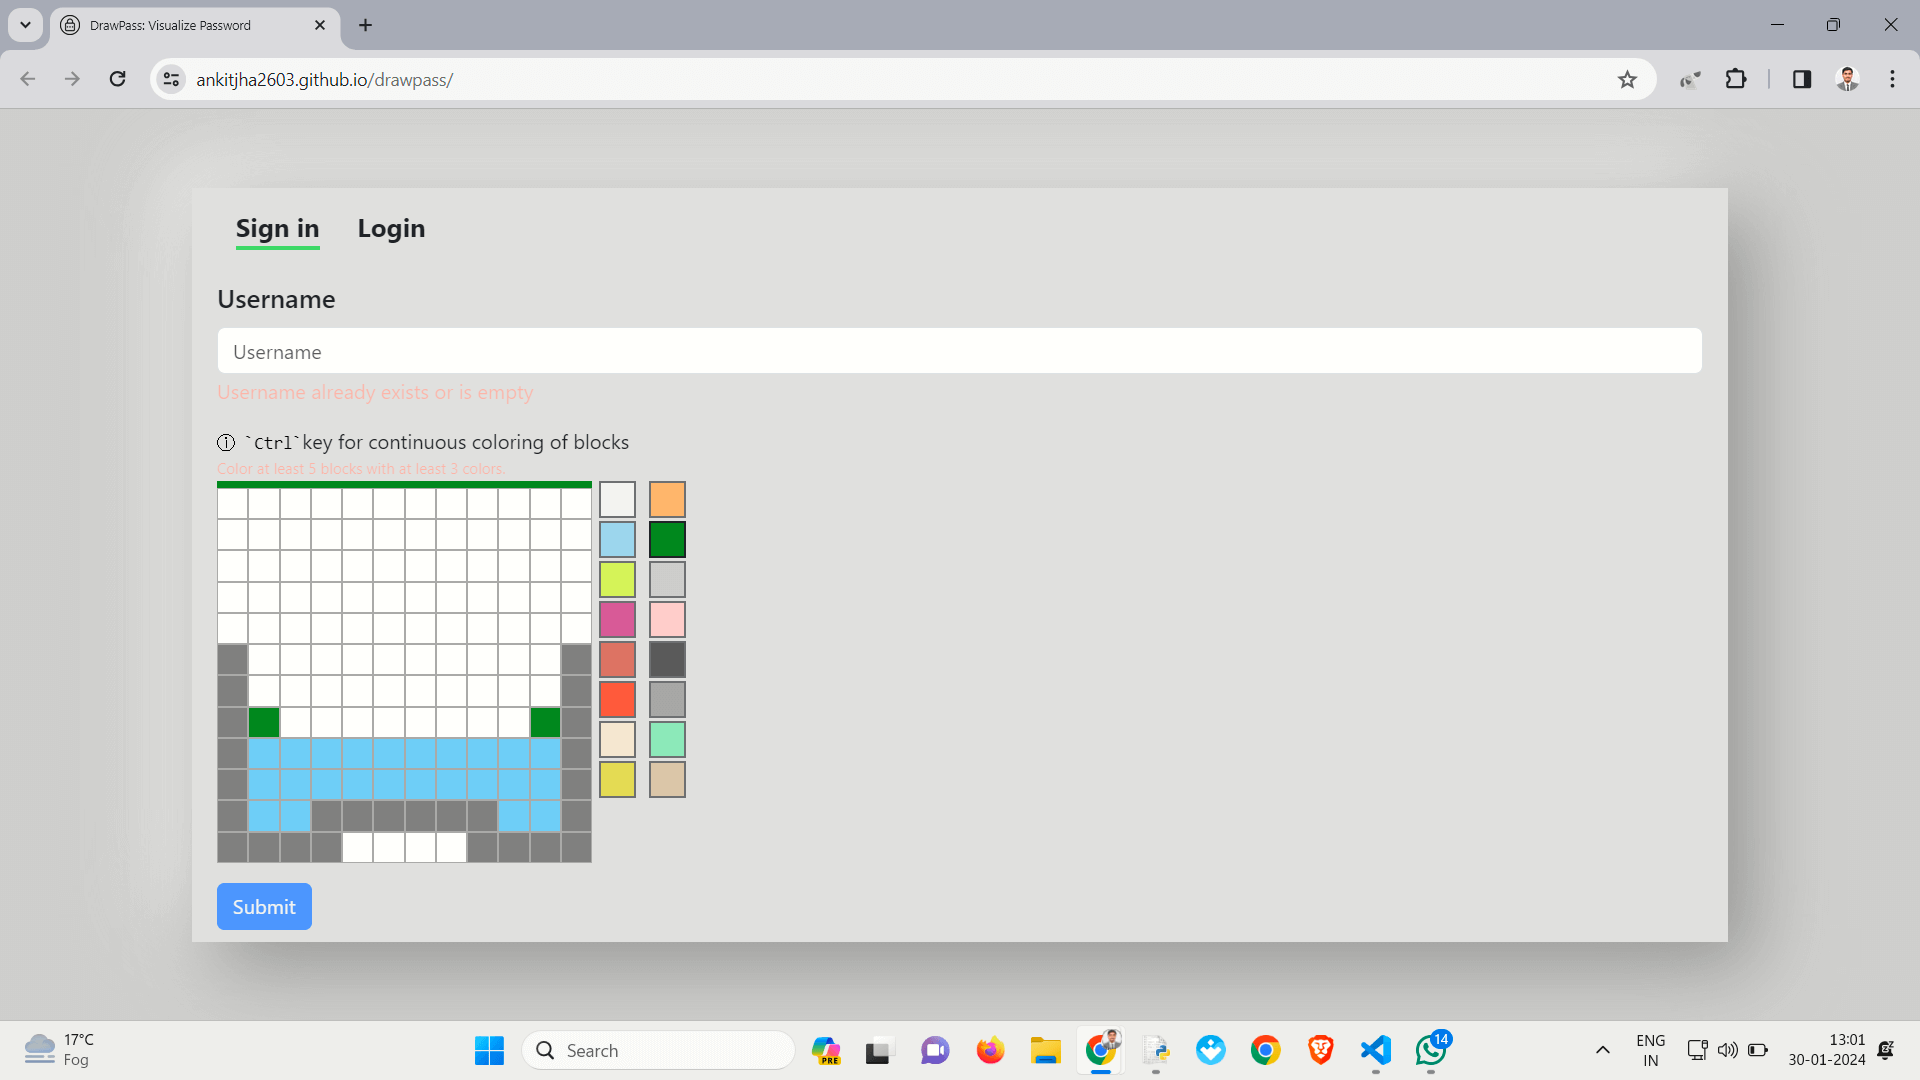 DrawPass: Visualize Password
ankitjha2603.github.io/drawpass/
Sign in Login
Username
Username
Username already exists or is empty
ⓘ `Ctrl`key for continuous coloring of blocks
Color at least 5 blocks with at least 3 colors.
Submit
17°C
Fog
Search
PRE
14
ENG
IN
13:01
30-01-2024